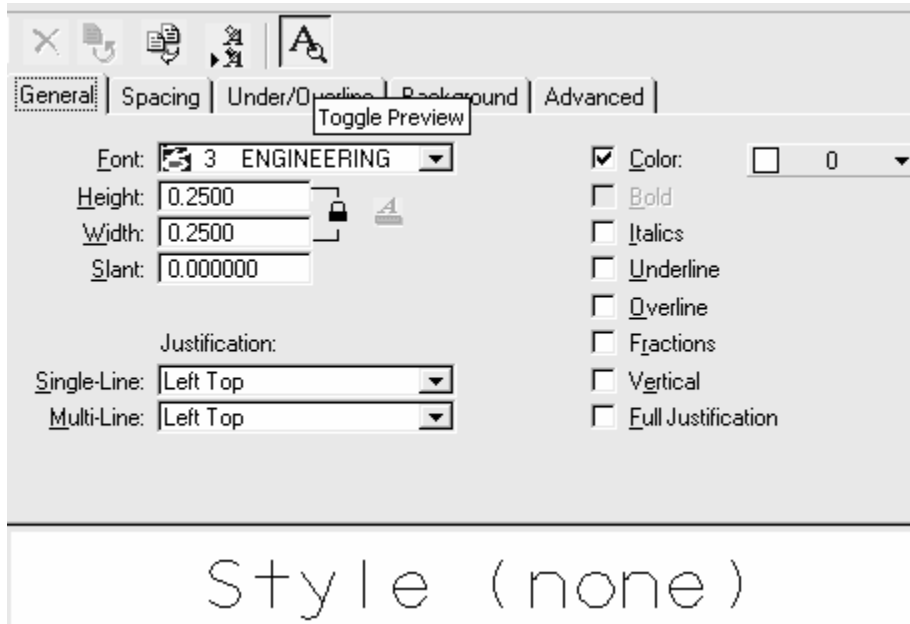 General Spacing Under/Overline Background Advanced
Toggle Preview
Font: 3 ENGINEERING
Height: 0.2500
Width: 0.2500
Slant: 0.000000
Justification:
Single-Line: Left Top
Multi-Line: Left Top
Color: 0
Bold
Italics
Underline
Overline
Fractions
Vertical
Full Justification
Style (none)